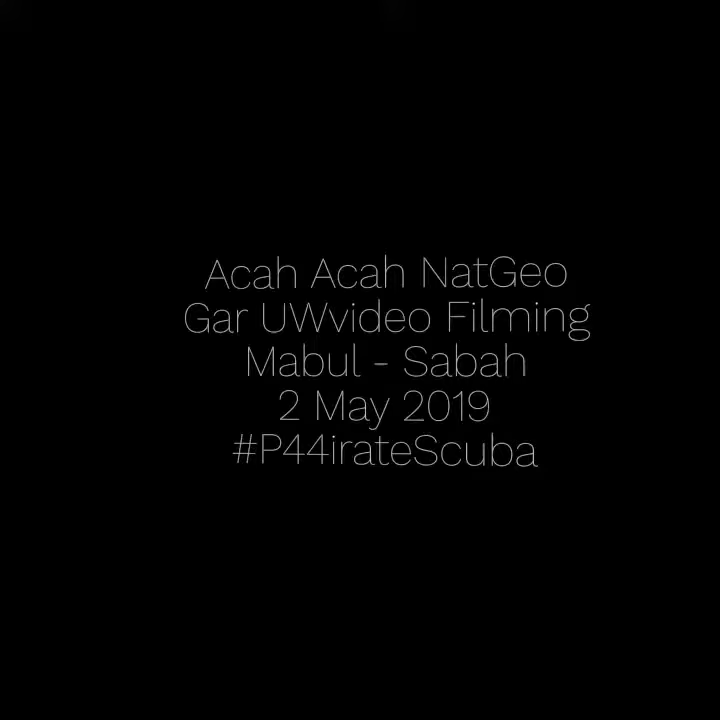 Acah Acah NatGeo
Gar UWvideo Filming
Mabul - Sabah
2 May 2019
#P44irateScuba